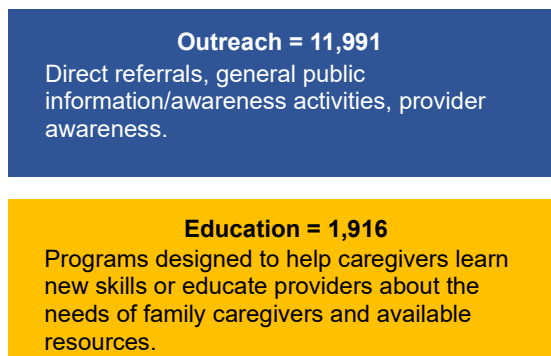 Outreach = 11,991
Direct referrals, general public
information/awareness activities, provider
awareness.
Education = 1,916
Programs designed to help caregivers learn
new skills or educate providers about the
needs of family caregivers and available
resources.